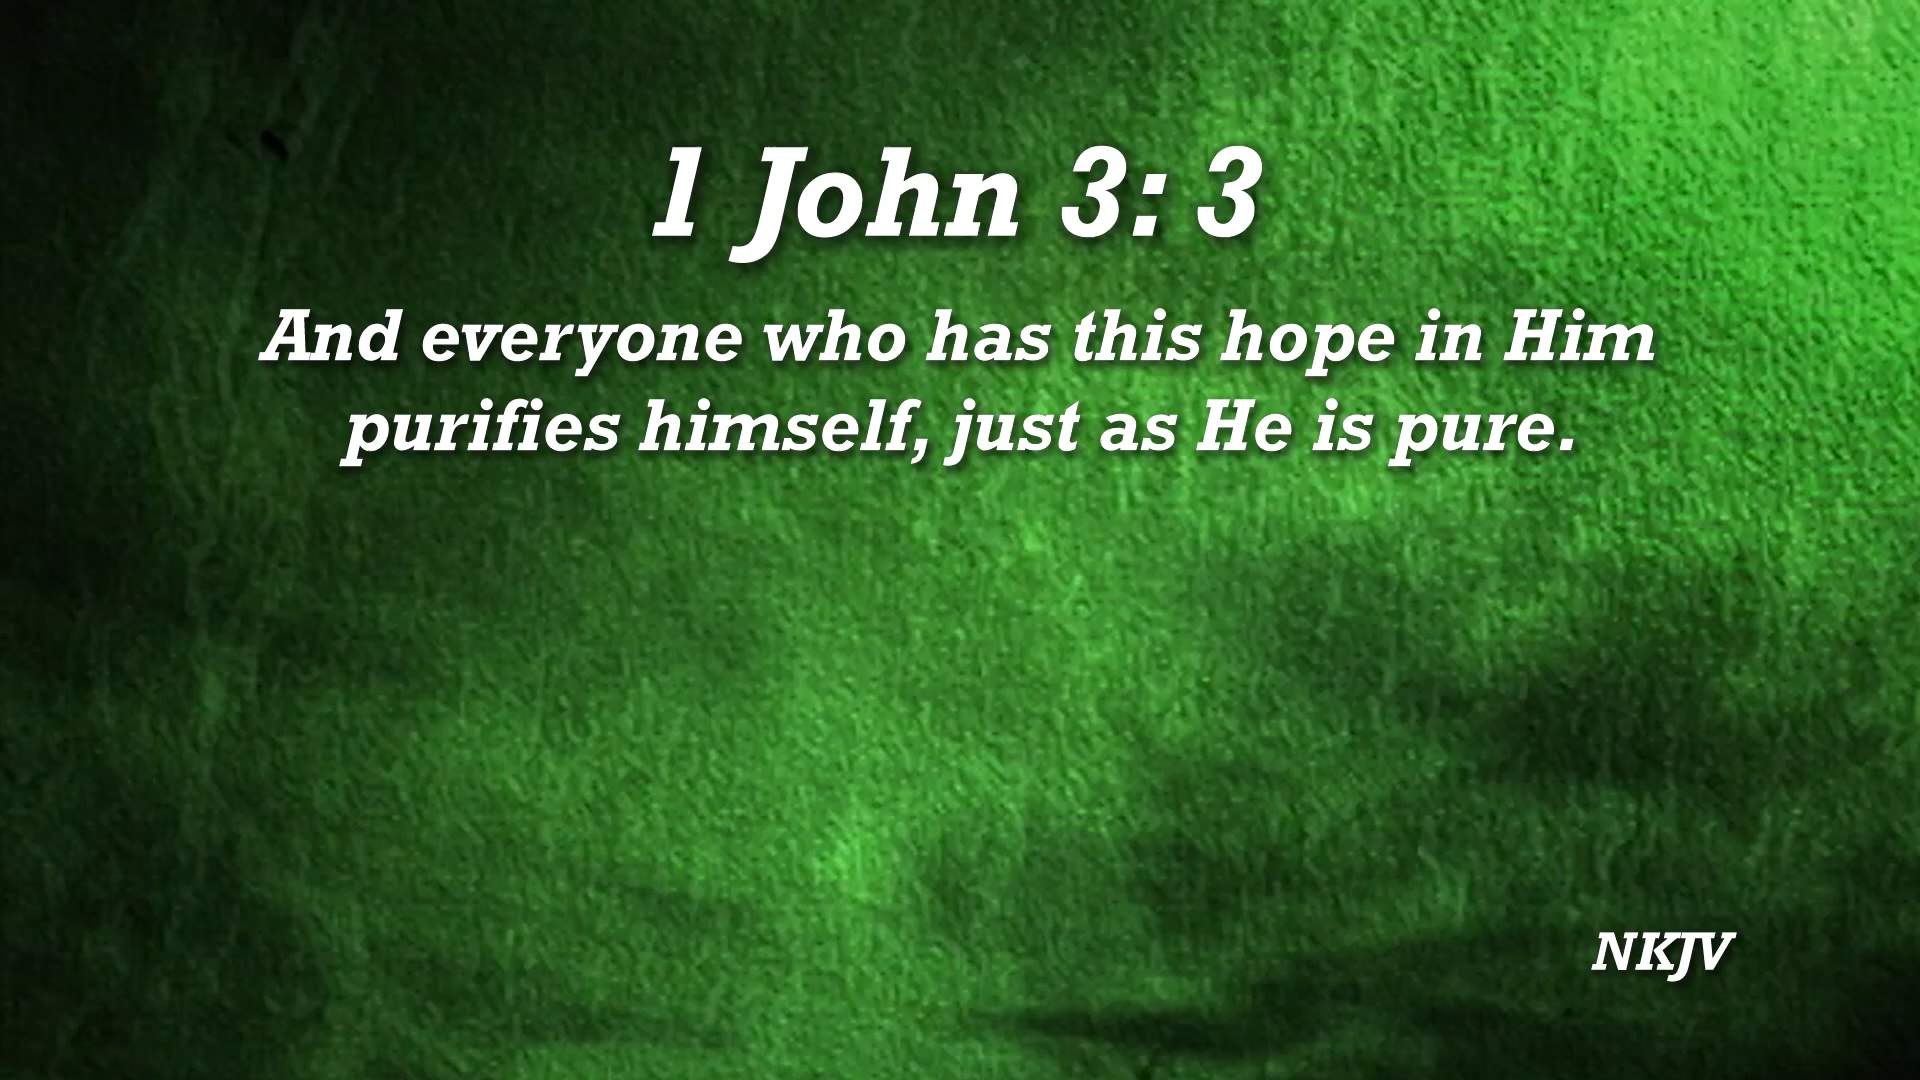 1 John 3: 3
And everyone who has this hope in Him
purifies himself, just as He is pure.
NKJV